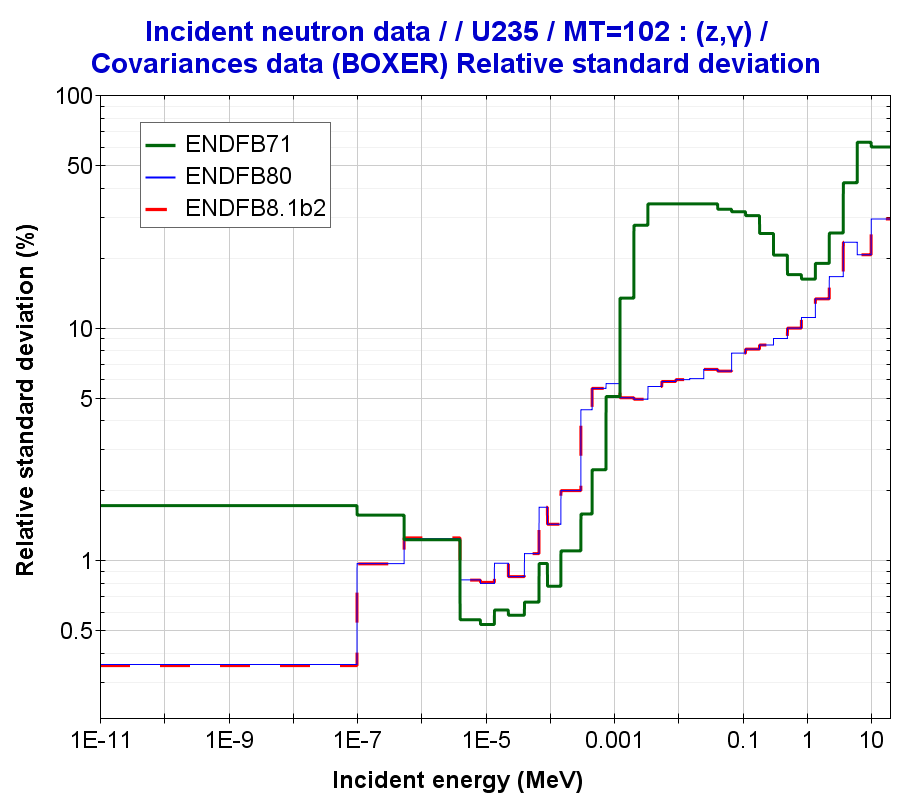 Incident neutron data / / U235 / MT=102 : (z,γ) /
Covariances data (BOXER) Relative standard deviation
100
50
10
5
1
0.5
ENDFB71
ENDFB80
ENDFB8.1b2
Relative standard deviation (%)
1E-11 1E-9 1E-7 1E-5 0.001 0.1 1 10
Incident energy (MeV)